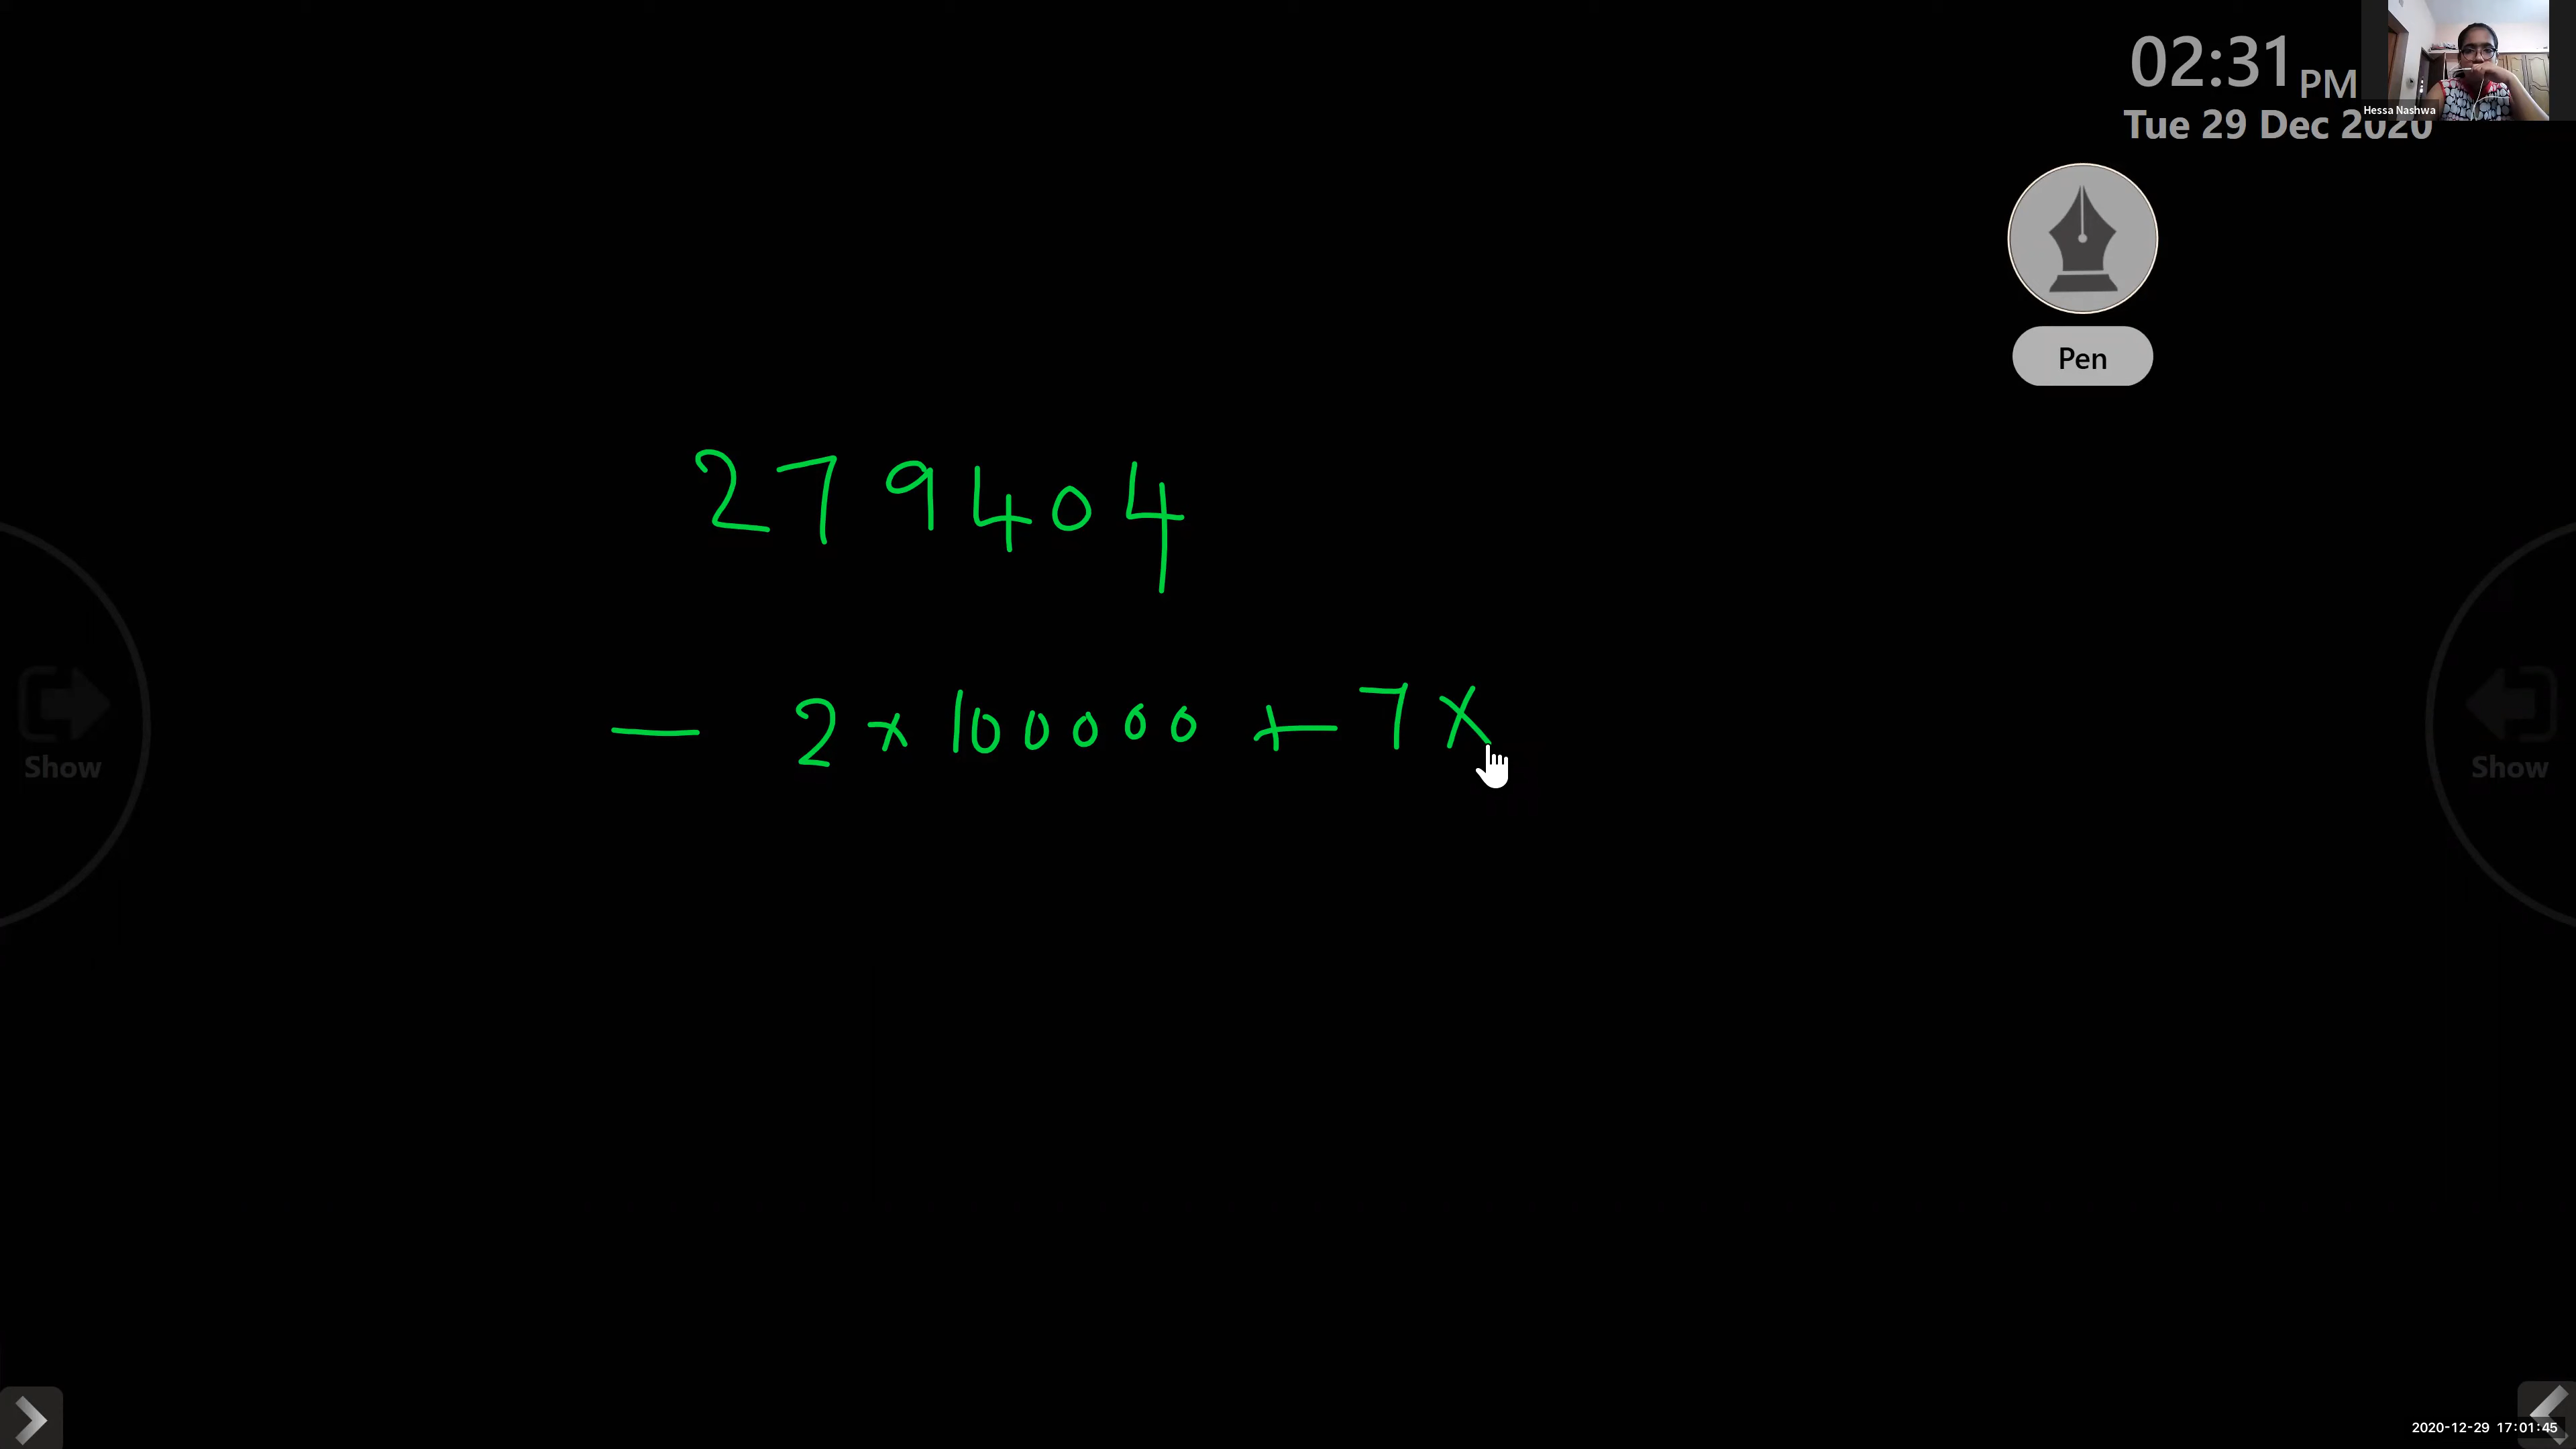 02:31 PM
Tue 29 Dec 2020
Hessa Nashwa
Pen
279404
— 2 × 100000 + 7 ×
Show
Show
2020-12-29 17:01:45